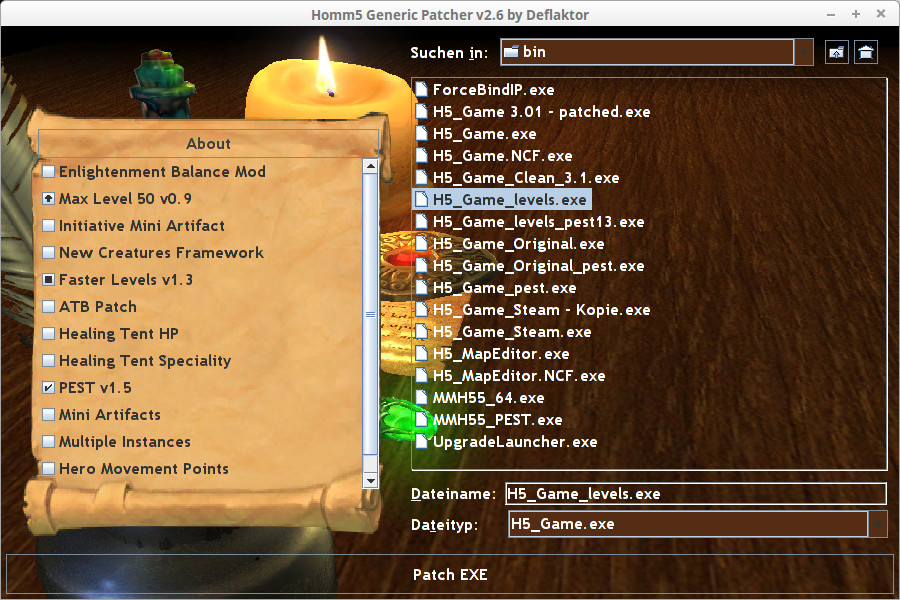 Homm5 Generic Patcher v2.6 by Deflaktor
About
Enlightenment Balance Mod
Max Level 50 v0.9
Initiative Mini Artifact
New Creatures Framework
Faster Levels v1.3
ATB Patch
Healing Tent HP
Healing Tent Speciality
PEST v1.5
Mini Artifacts
Multiple Instances
Hero Movement Points
Suchen in: bin
ForceBindIP.exe
H5_Game 3.01 - patched.exe
H5_Game.exe
H5_Game.NCF.exe
H5_Game_Clean_3.1.exe
H5_Game_levels.exe
H5_Game_levels_pest13.exe
H5_Game_Original.exe
H5_Game_Original_pest.exe
H5_Game_pest.exe
H5_Game_Steam - Kopie.exe
H5_Game_Steam.exe
H5_MapEditor.exe
H5_MapEditor.NCF.exe
MMH55_64.exe
MMH55_PEST.exe
UpgradeLauncher.exe
Dateiname: H5_Game_levels.exe
Dateityp: H5_Game.exe
Patch EXE